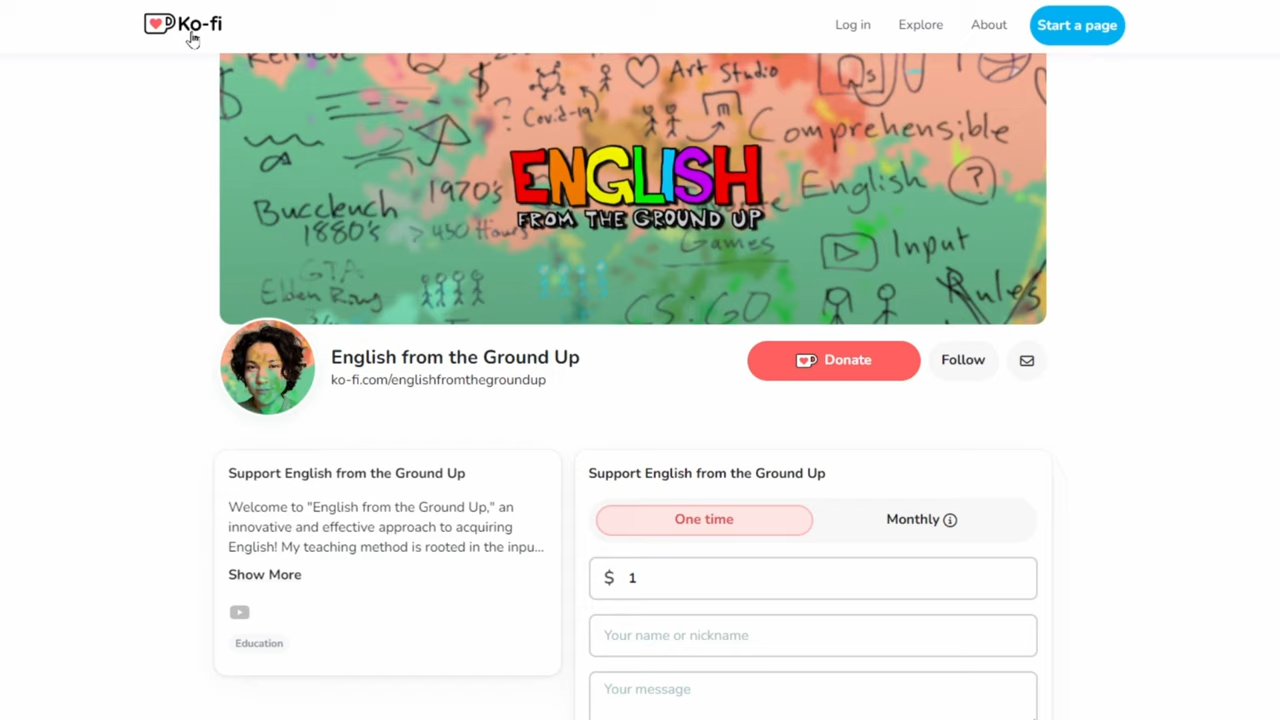 Ko-fi
Log in
Explore
About
Start a page
Retrieve
$
Art Studio
Qs
Covid-19
Comprehensible
1970's
English ?
ENGLISH
FROM THE GROUND UP
Buccleuch
1880's > 450 Hours
Games
Input
GTA
Elden Ring
CS:GO
Rules
English from the Ground Up
ko-fi.com/englishfromthegroundup
Donate
Follow
Support English from the Ground Up
Welcome to "English from the Ground Up," an
innovative and effective approach to acquiring
English! My teaching method is rooted in the inpu...
Show More
Education
Support English from the Ground Up
One time
Monthly
$ 1
Your name or nickname
Your message